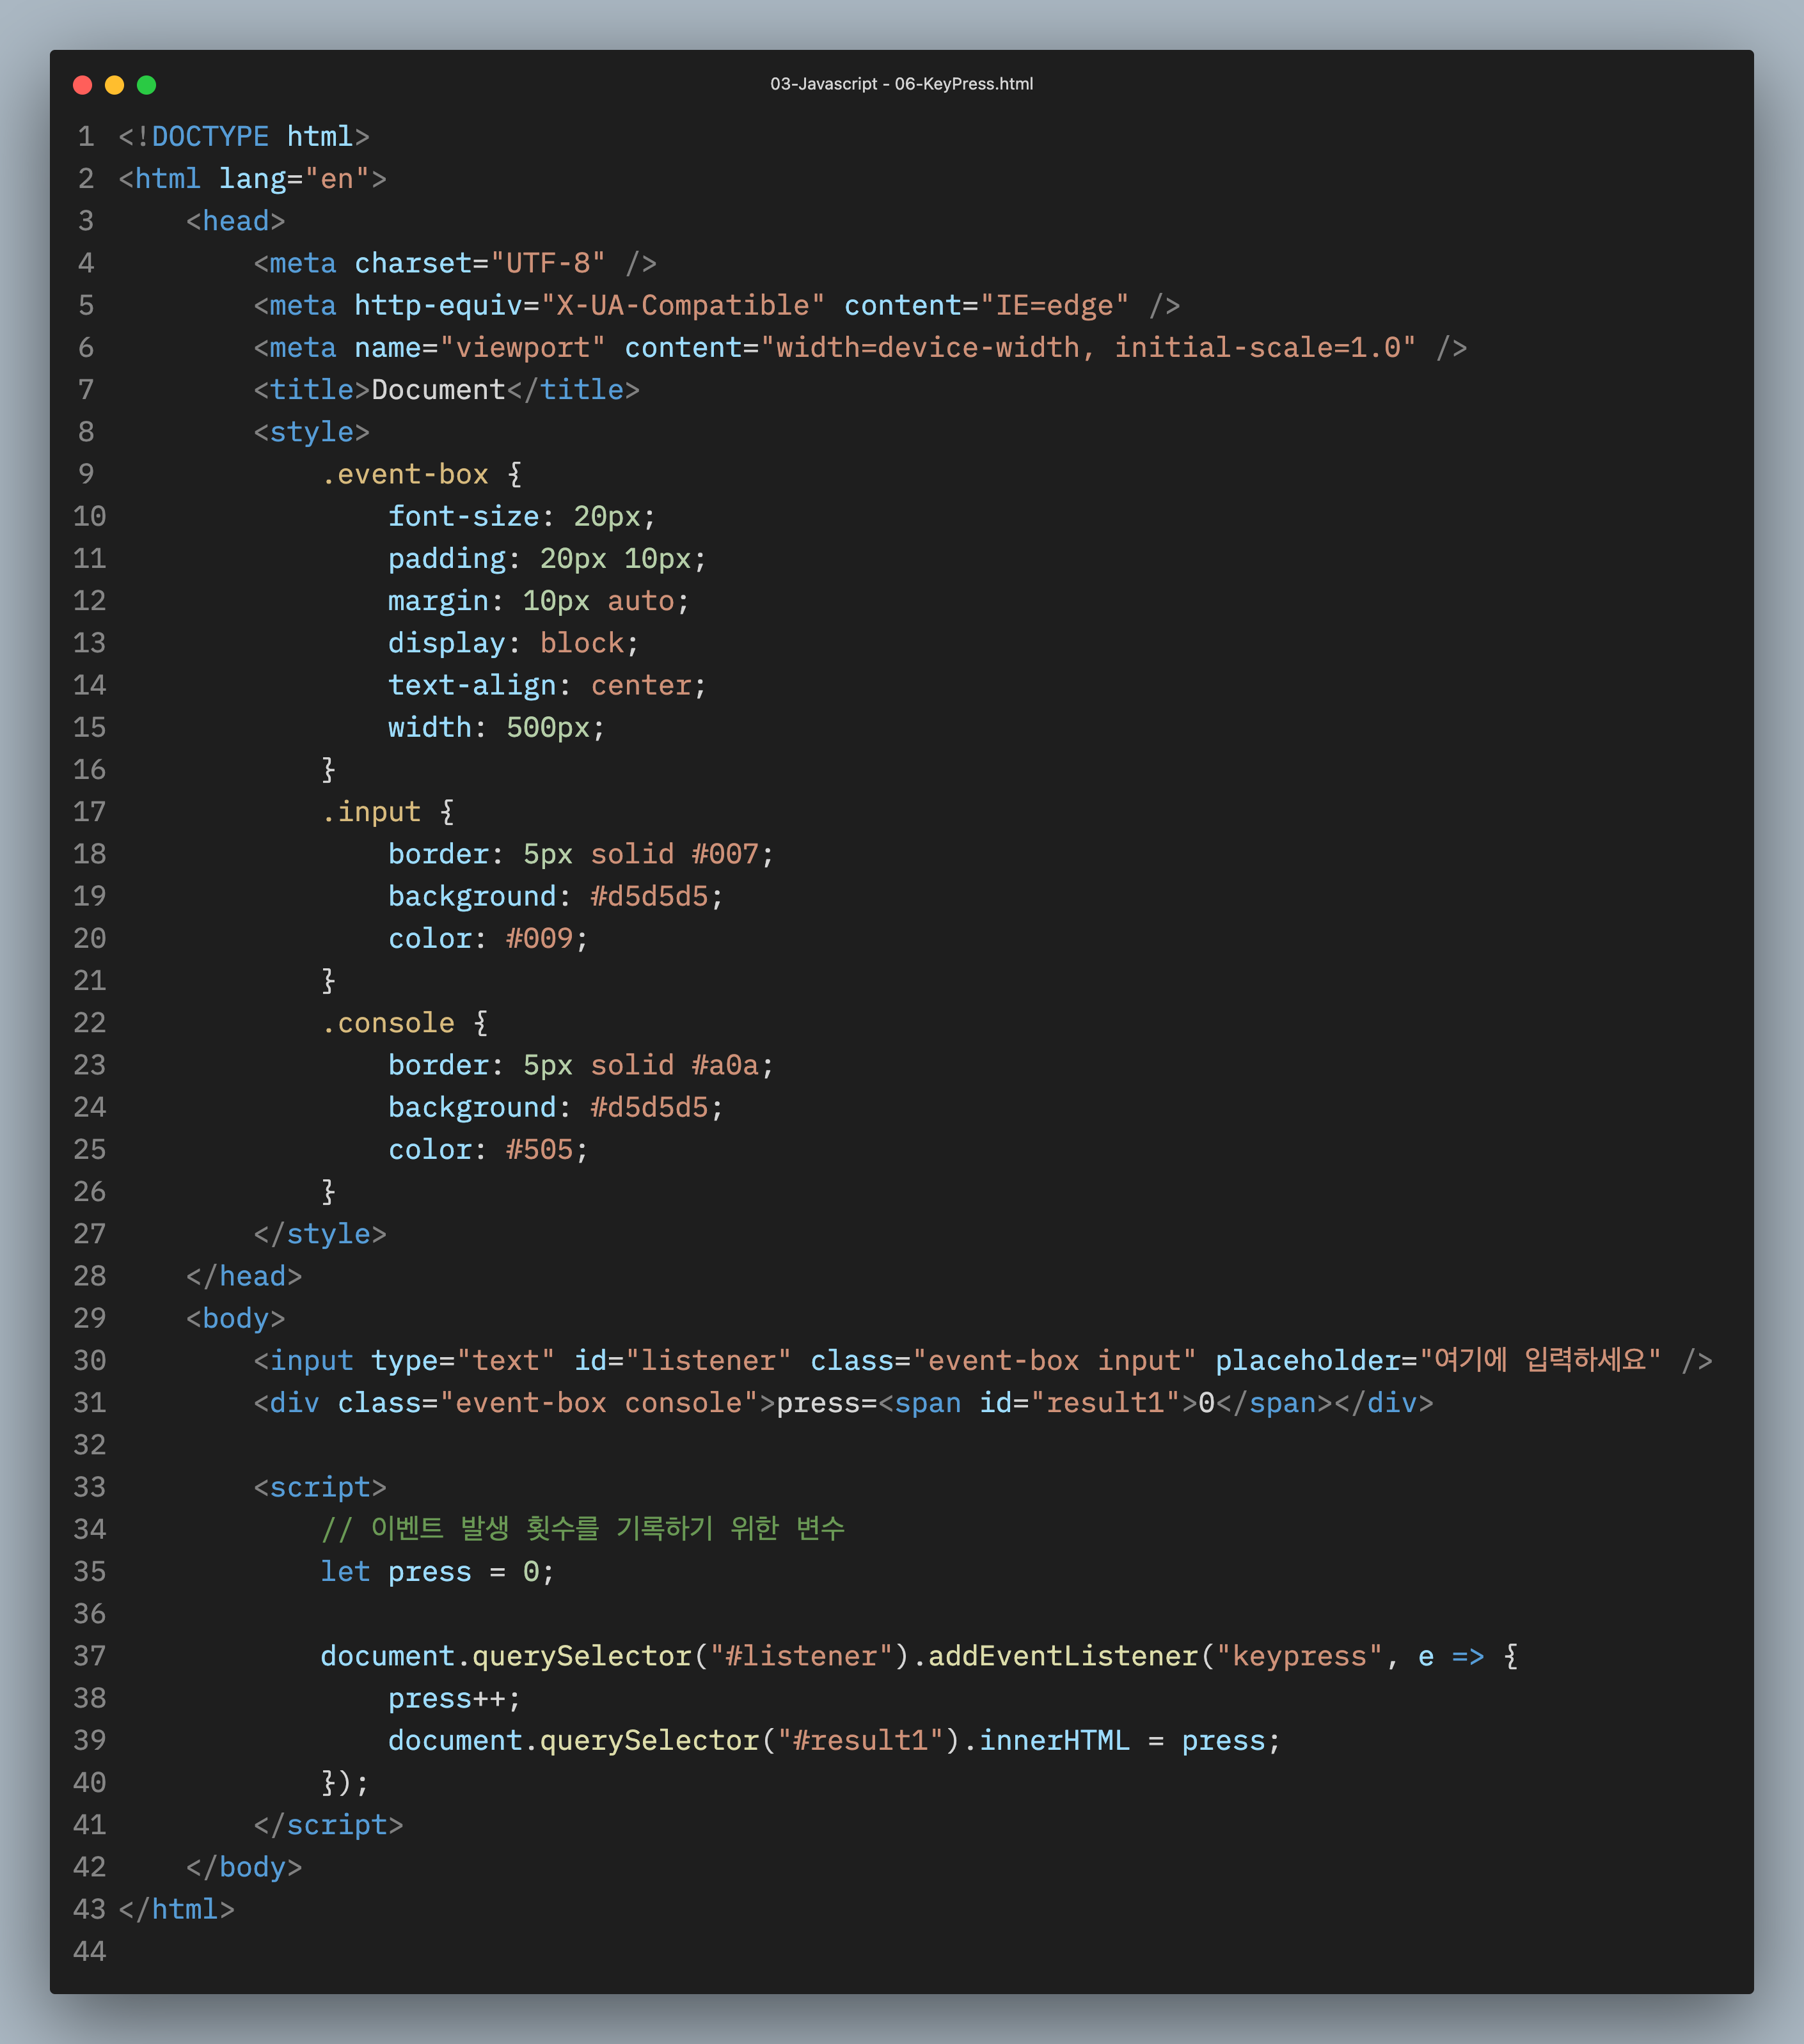 03-Javascript - 06-KeyPress.html
1 <!DOCTYPE html>
2 <html lang="en">
3     <head>
4         <meta charset="UTF-8" />
5         <meta http-equiv="X-UA-Compatible" content="IE=edge" />
6         <meta name="viewport" content="width=device-width, initial-scale=1.0" />
7         <title>Document</title>
8         <style>
9             .event-box {
10                 font-size: 20px;
11                 padding: 20px 10px;
12                 margin: 10px auto;
13                 display: block;
14                 text-align: center;
15                 width: 500px;
16             }
17             .input {
18                 border: 5px solid #007;
19                 background: #d5d5d5;
20                 color: #009;
21             }
22             .console {
23                 border: 5px solid #a0a;
24                 background: #d5d5d5;
25                 color: #505;
26             }
27         </style>
28     </head>
29     <body>
30         <input type="text" id="listener" class="event-box input" placeholder="여기에 입력하세요" />
31         <div class="event-box console">press=<span id="result1">0</span></div>
32
33         <script>
34             // 이벤트 발생 횟수를 기록하기 위한 변수
35             let press = 0;
36
37             document.querySelector("#listener").addEventListener("keypress", e => {
38                 press++;
39                 document.querySelector("#result1").innerHTML = press;
40             });
41         </script>
42     </body>
43 </html>
44